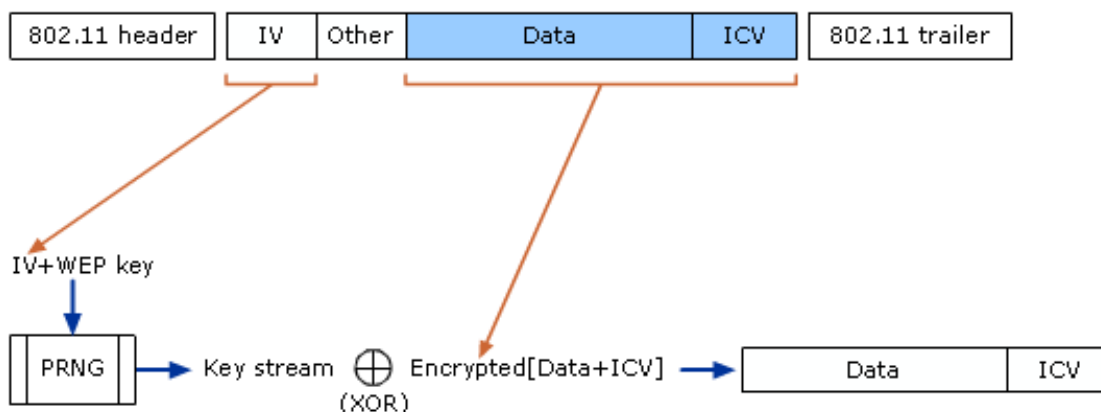 802.11 header IV Other Data ICV 802.11 trailer
IV+WEP key
PRNG Key stream Encrypted[Data+ICV] Data ICV
(XOR)